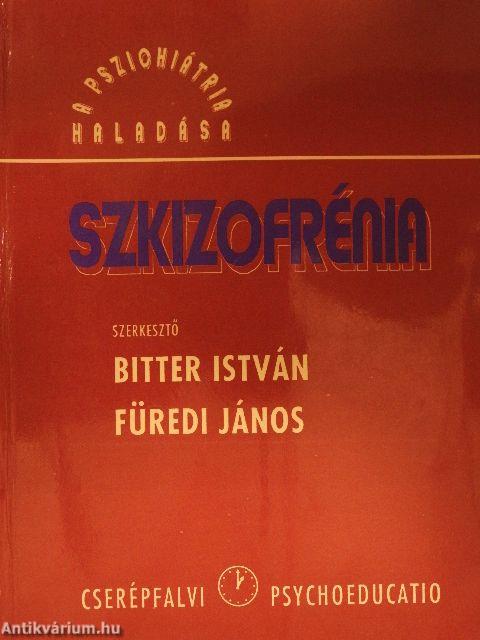 A PSZICHIÁTRIA
HALADÁSA
SZKIZOFRÉNIA
SZERKESZTŐ
BITTER ISTVÁN
FÜREDI JÁNOS
CSERÉPFALVI PSYCHOEDUCATIO
Antikvárium.hu